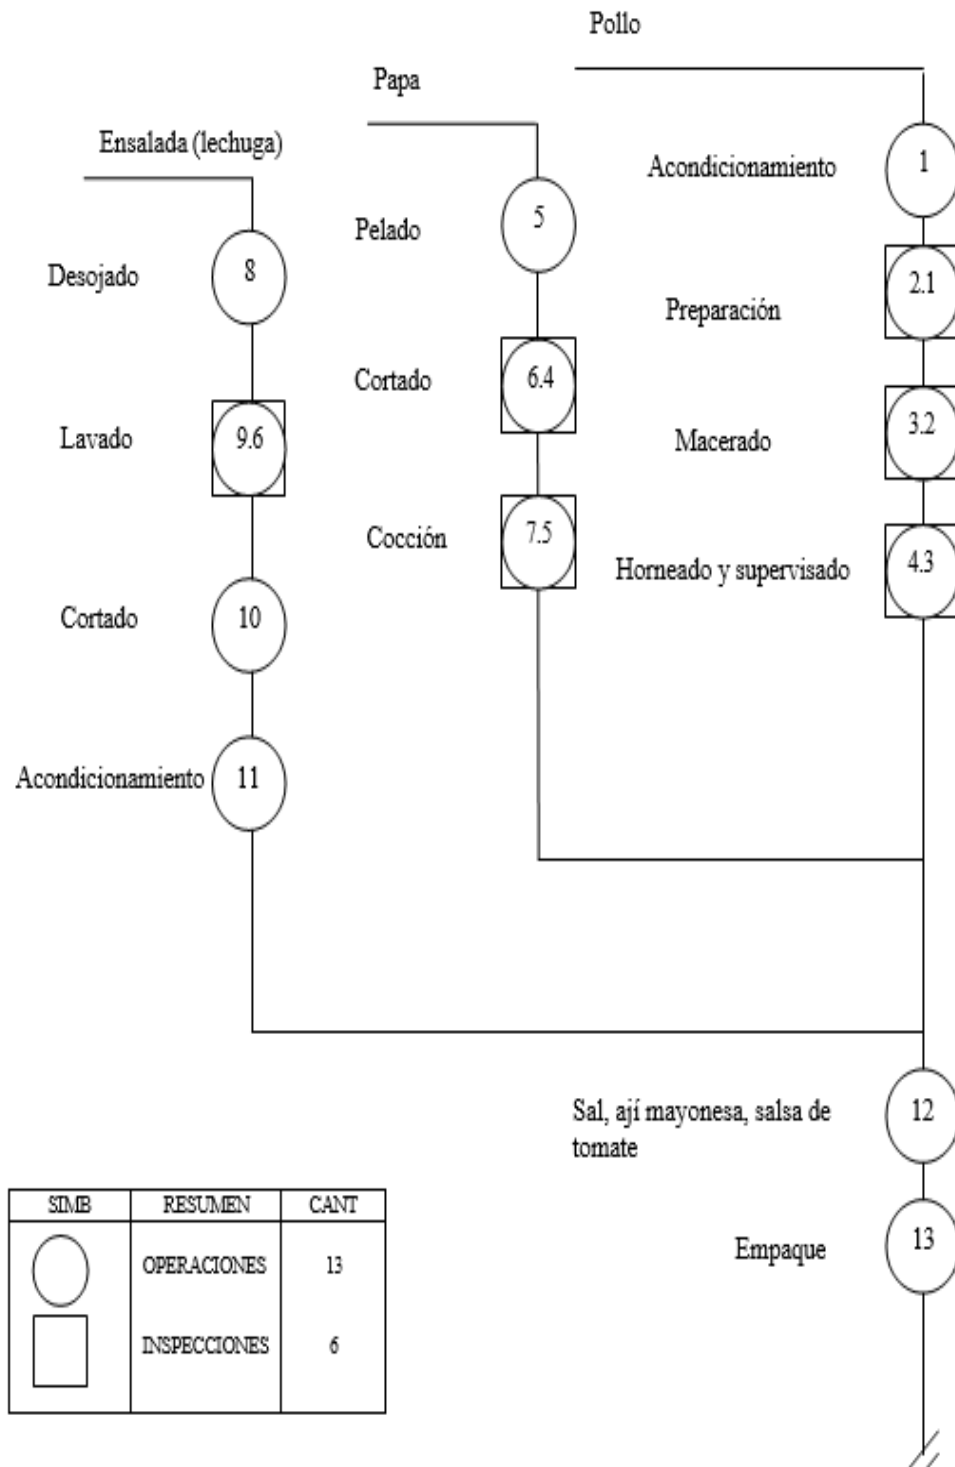 Pollo
Papa
Ensalada (lechuga)
Acondicionamiento
1
Pelado
5
Desojado
8
Preparación
2.1
Cortado
6.4
Lavado
9.6
Macerado
3.2
Cocción
7.5
Horneado y supervisado
4.3
Cortado
10
Acondicionamiento
11
Sal, ají mayonesa, salsa de
tomate
12
Empaque
13
SIMB RESUMEN CANT
OPERACIONES 13
INSPECCIONES 6